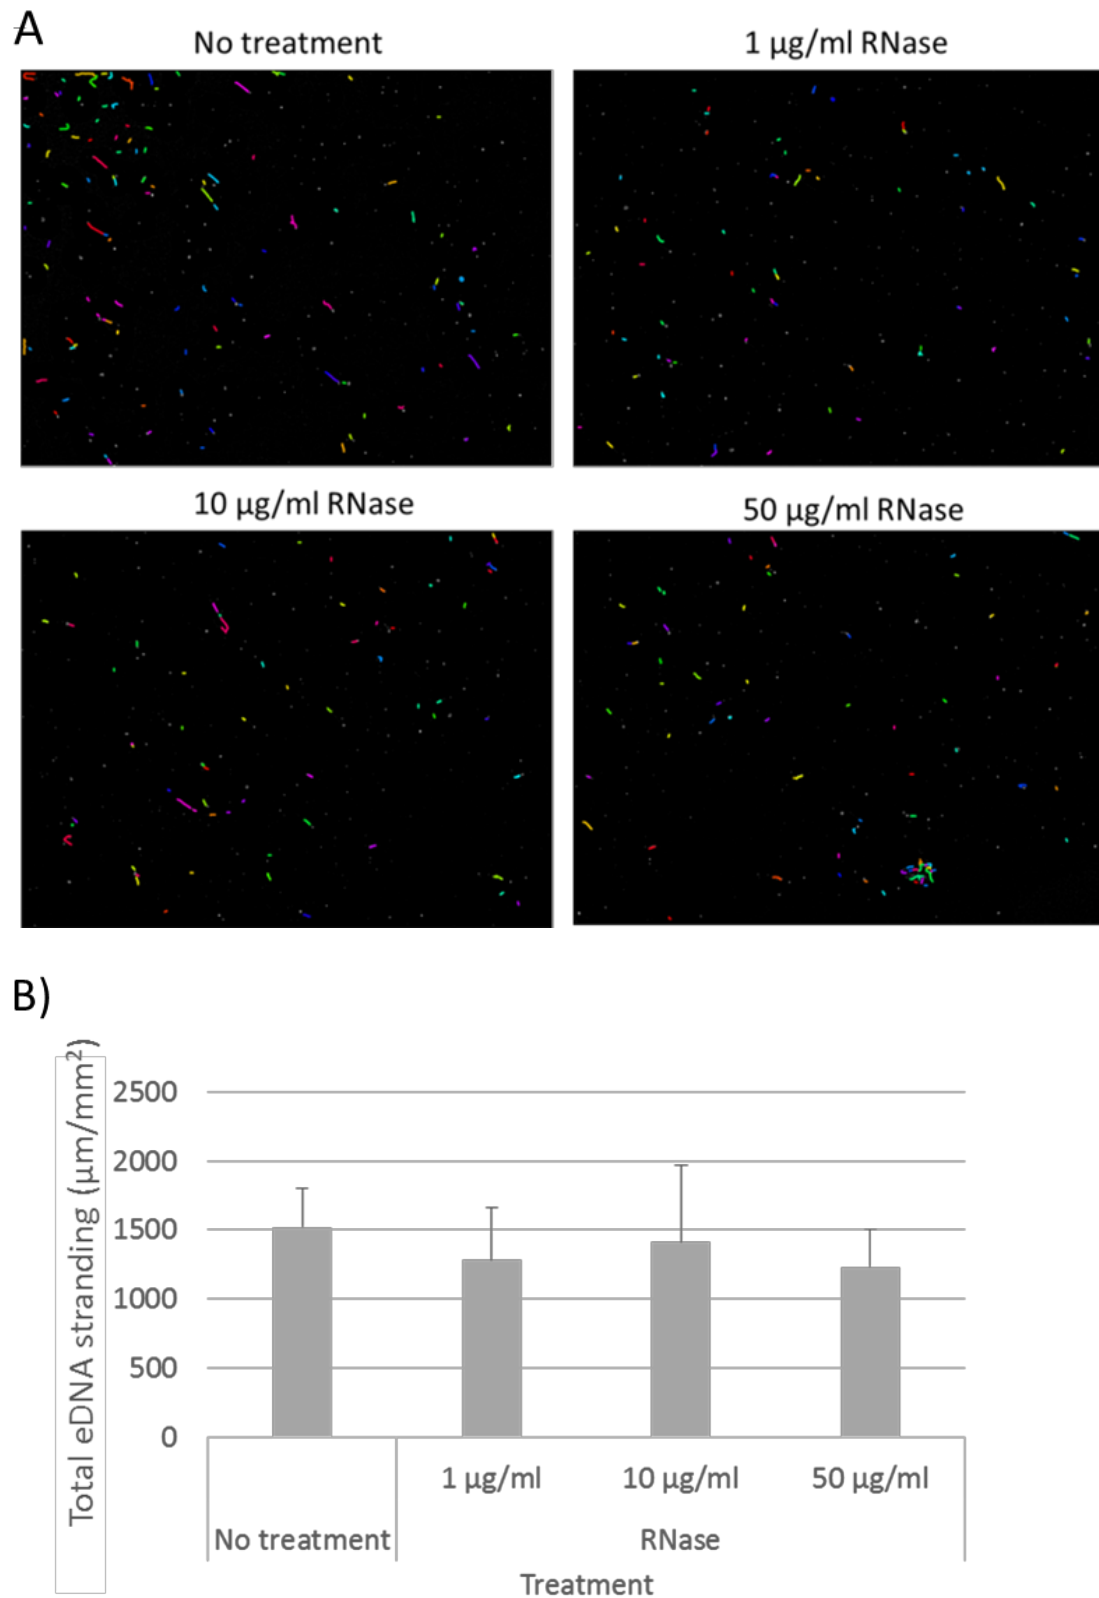 A
No treatment
1 µg/ml RNase
10 µg/ml RNase
50 µg/ml RNase
B)
Total eDNA stranding (µm/mm²)
2500
2000
1500
1000
500
0
1 µg/ml 10 µg/ml 50 µg/ml
No treatment RNase
Treatment